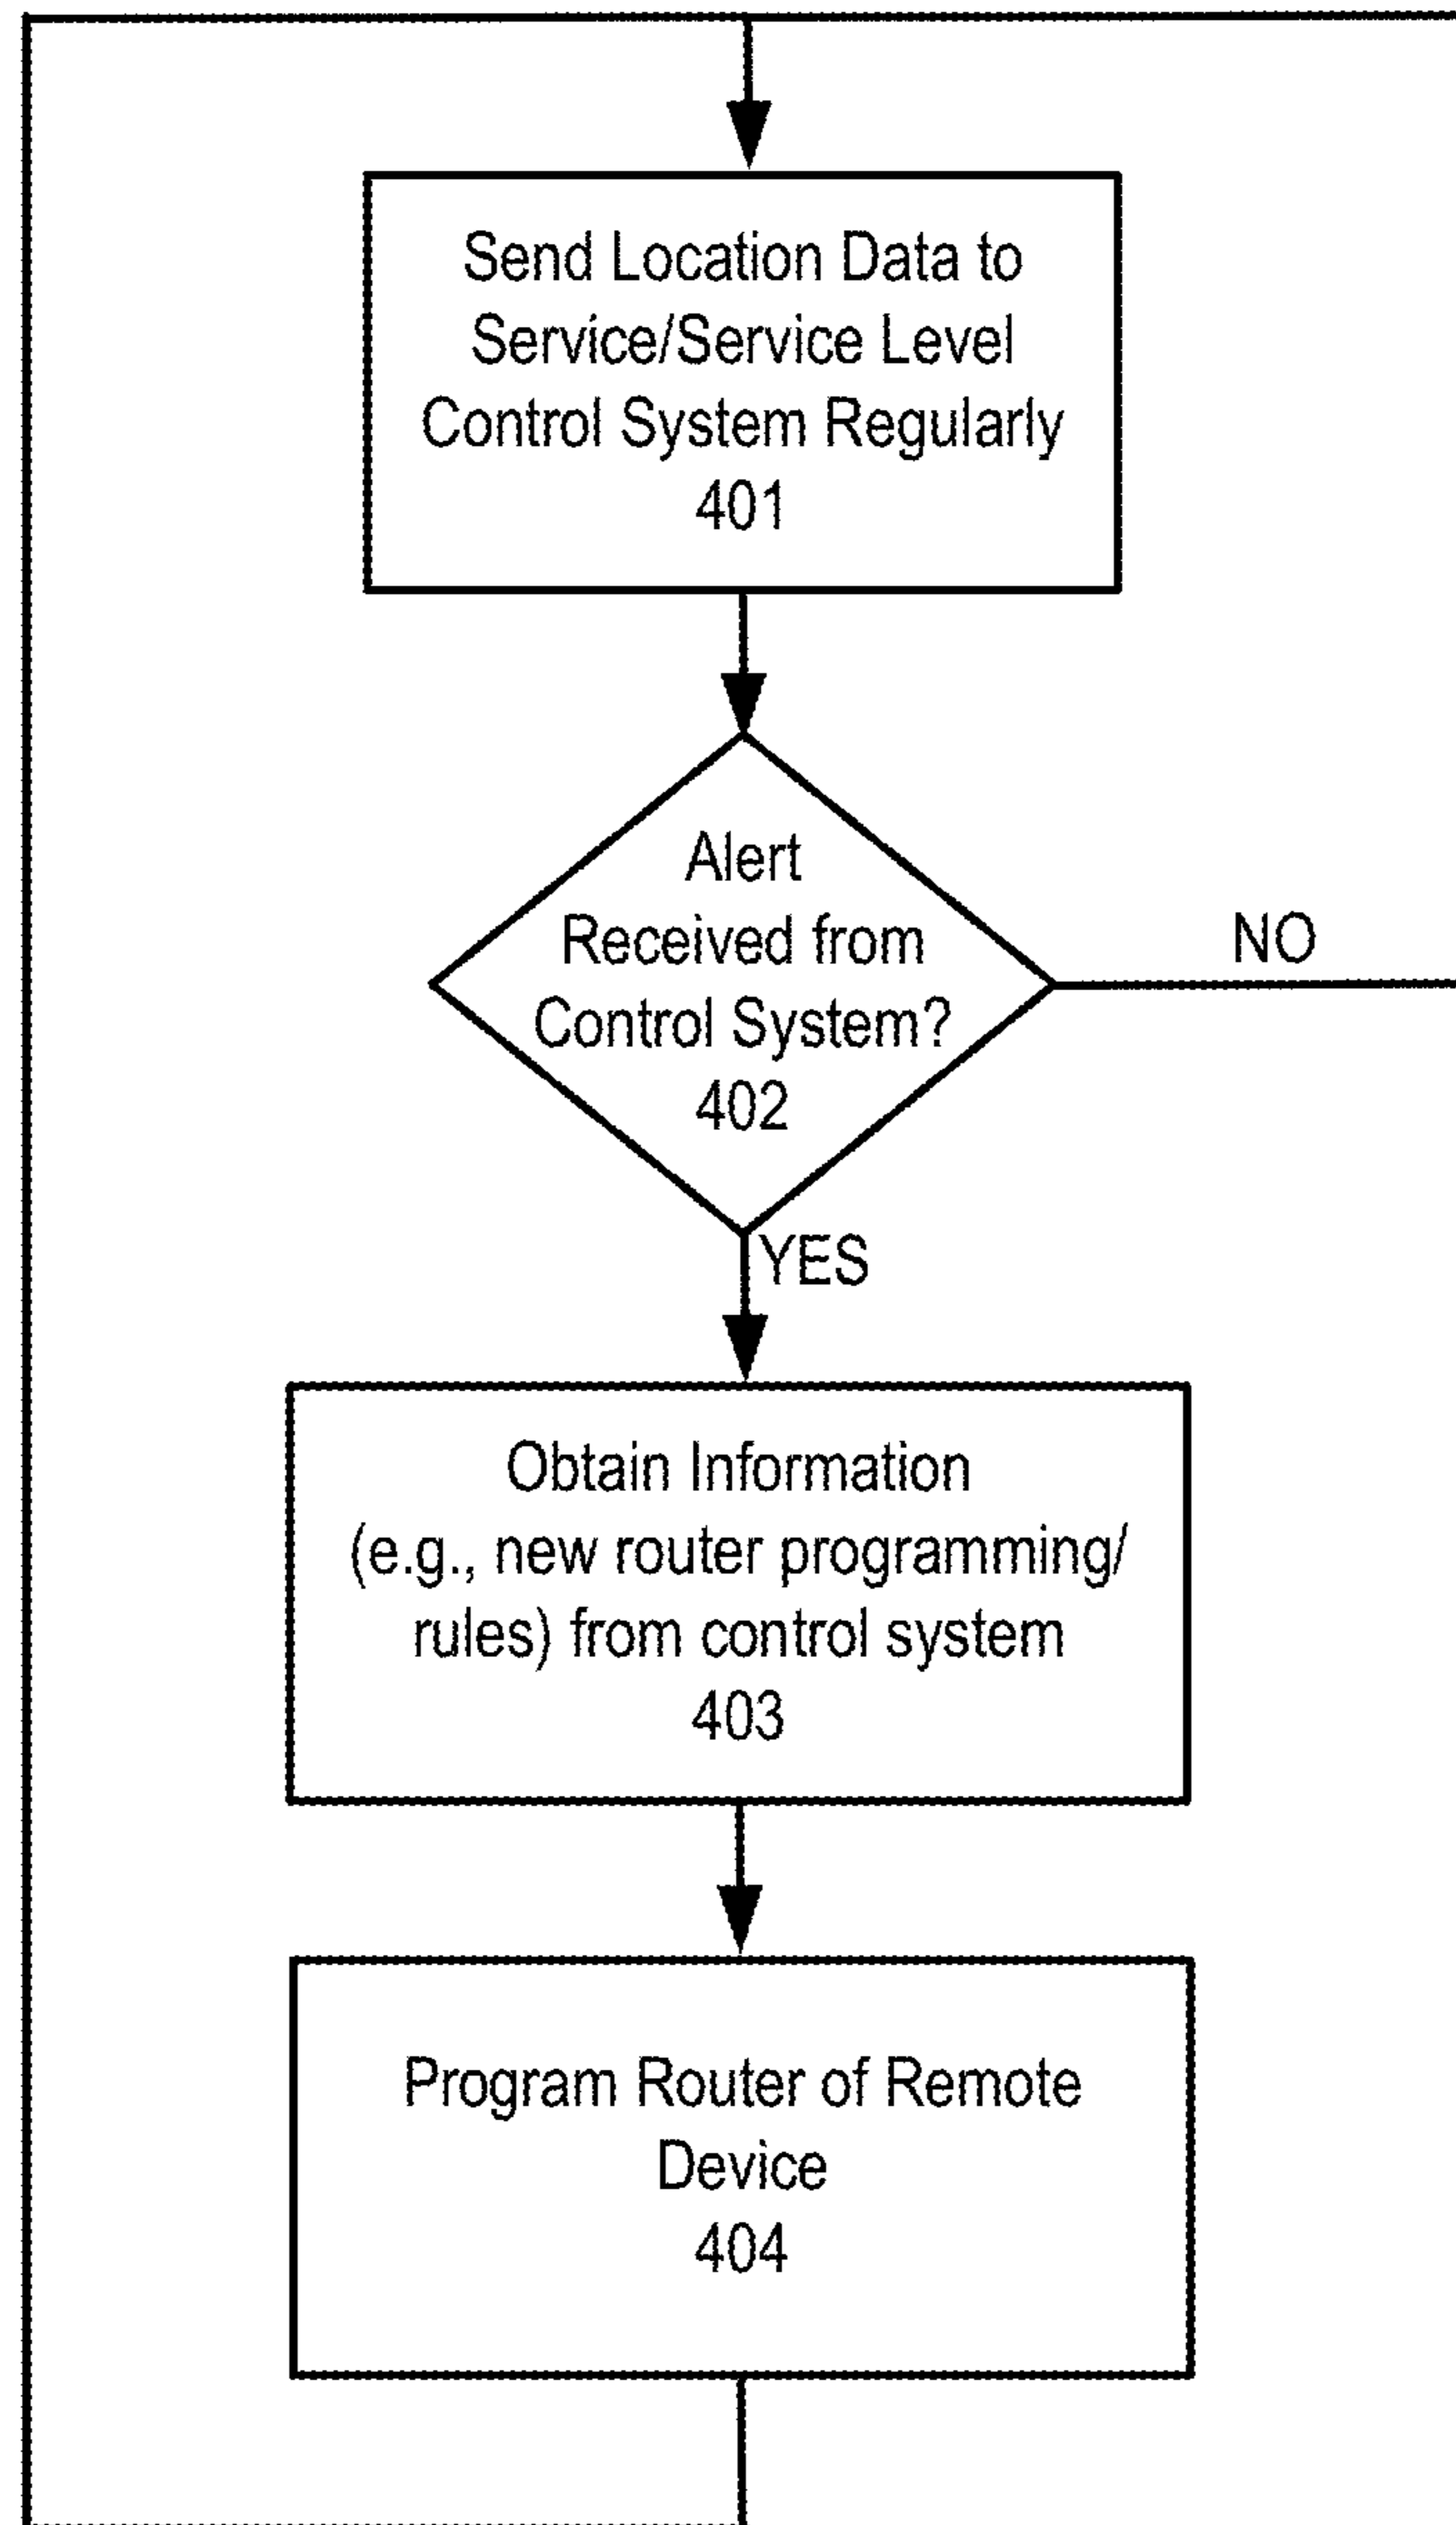 Send Location Data to
Service/Service Level
Control System Regularly
401
Alert
Received from
Control System?
402
NO
YES
Obtain Information
(e.g., new router programming/
rules) from control system
403
Program Router of Remote
Device
404